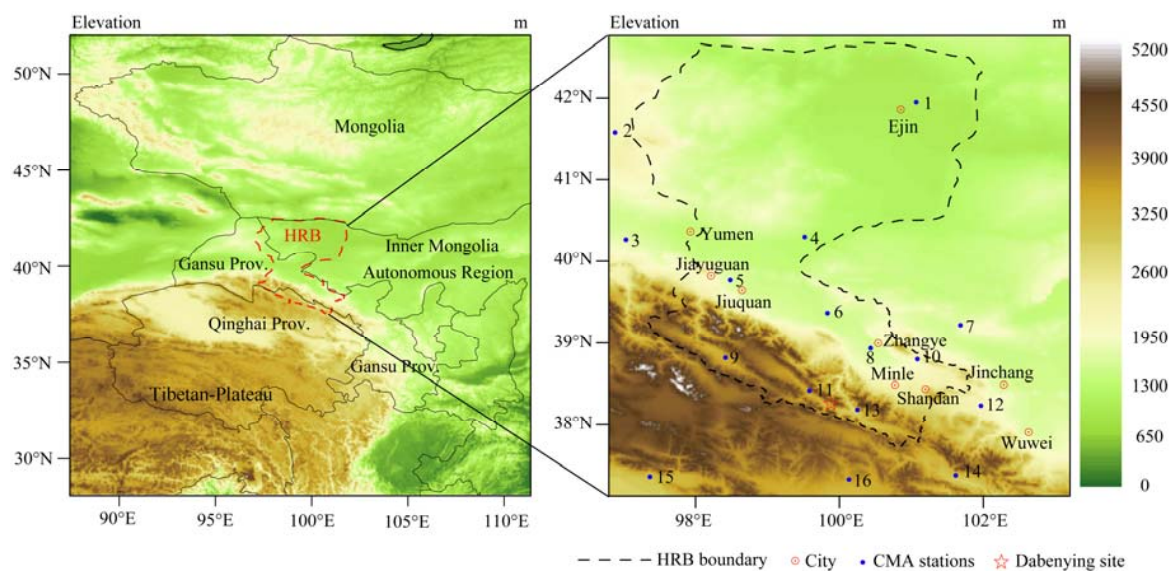 Elevation m
50°N
45°N
40°N
35°N
30°N
90°E 95°E 100°E 105°E 110°E
Mongolia
HRB
Inner Mongolia
Autonomous Region
Gansu Prov.
Qinghai Prov.
Gansu Prov.
Tibetan-Plateau
Elevation m
42°N
41°N
40°N
39°N
38°N
98°E 100°E 102°E
1
Ejin
2
3
Yumen
4
Jiayuguan
5
Jiuquan
6
7
Zhangye
8
9
10
Minle
Jinchang
11
Shandan
12
13
Wuwei
14
15
16
5200
4550
3900
3250
2600
1950
1300
650
0
HRB boundary City CMA stations Dabenying site